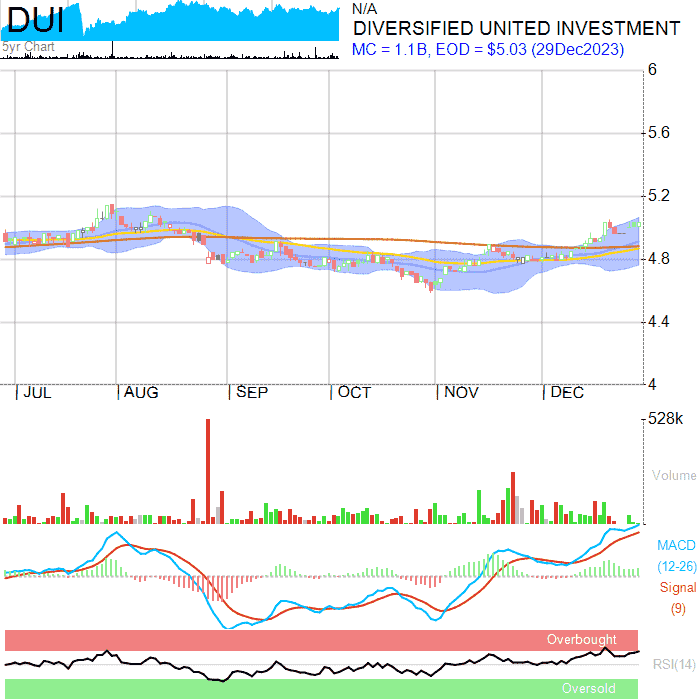 DUI
5yr Chart
N/A
DIVERSIFIED UNITED INVESTMENT
MC = 1.1B, EOD = $5.03 (29Dec2023)
6
5.6
5.2
4.8
4.4
4
JUL AUG SEP OCT NOV DEC
528k
Volume
MACD
(12-26)
Signal
(9)
Overbought
RSI(14)
Oversold